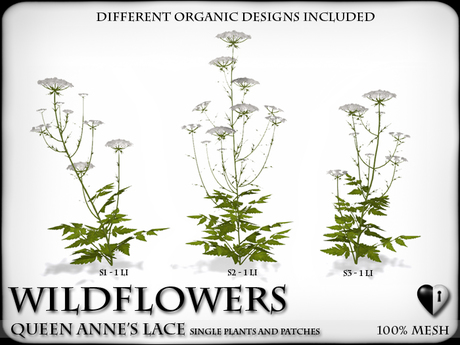 DIFFERENT ORGANIC DESIGNS INCLUDED
S1 - 1 LI
S2 - 1 LI
S3 - 1 LI
WILDFLOWERS
QUEEN ANNE'S LACE SINGLE PLANTS AND PATCHES
100% MESH